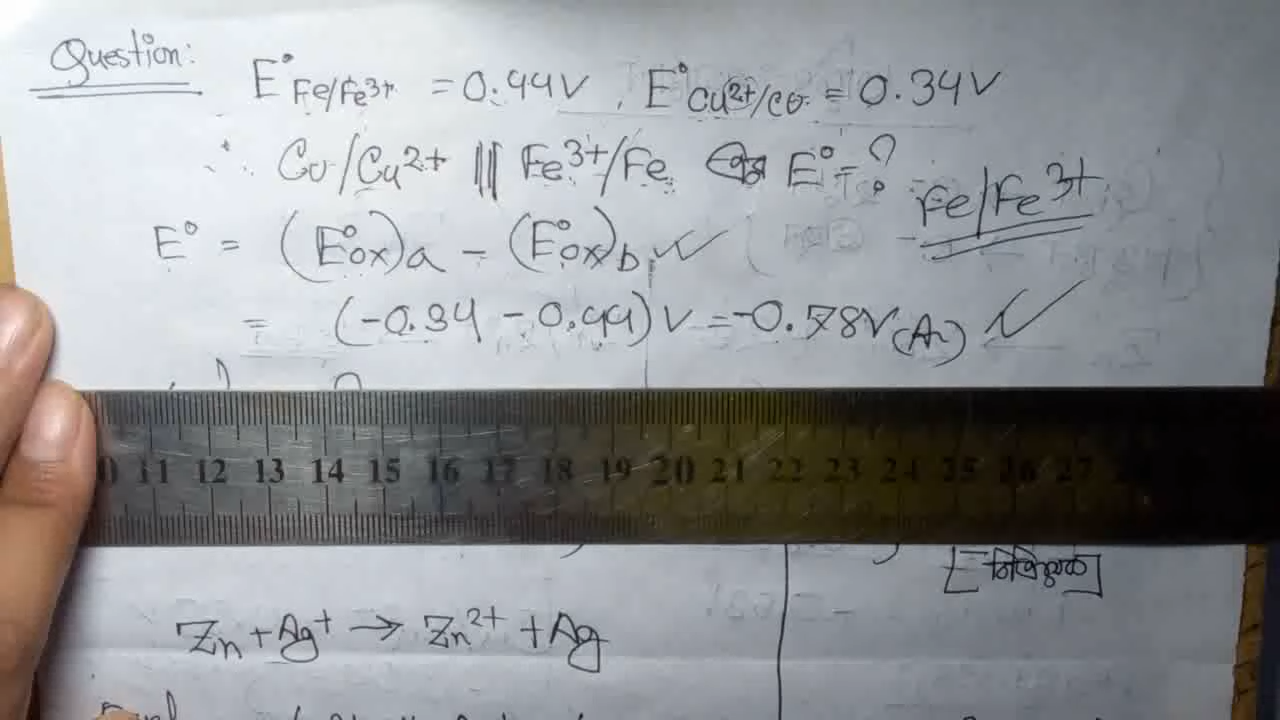 Question:
E° Fe/Fe3+ = 0.44V, E° Cu2+/Cu = 0.34V
∴ Cu/Cu2+ || Fe3+/Fe এর E° = ?
Fe/Fe3+
E° = (E°ox)a - (E°ox)b
= (-0.34 - 0.44) V = -0.78V (An)
11 12 13 14 15 16 17 18 19 20 21 22 23 24 25 26 27
Zn + Ag+ → Zn2+ + Ag